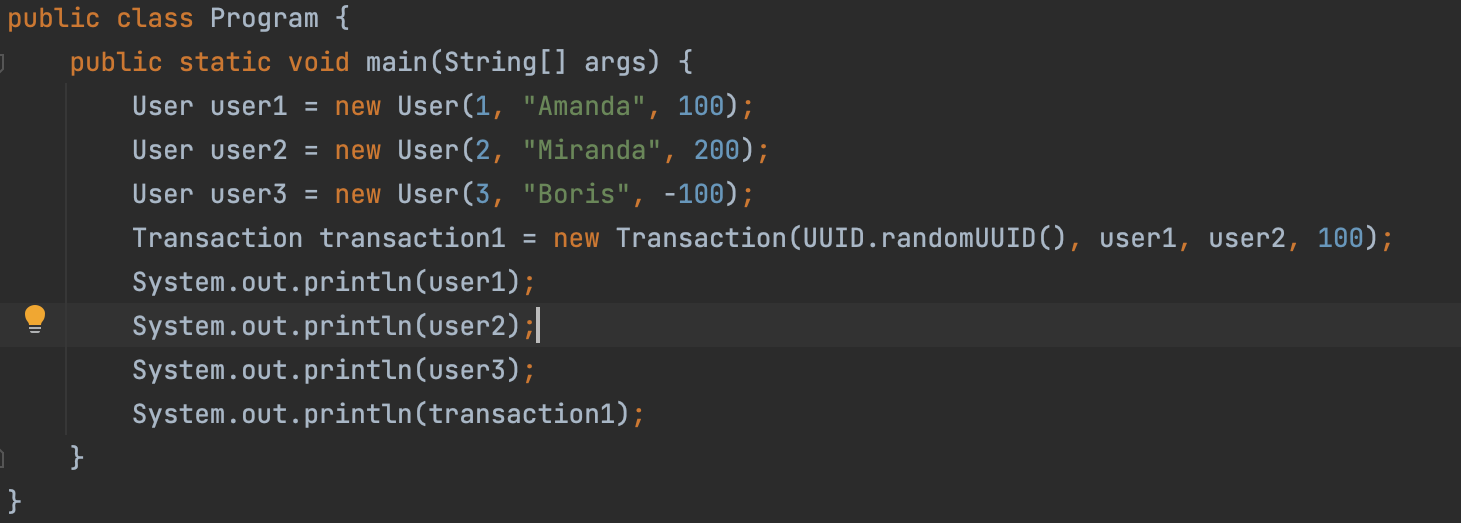 public class Program {
    public static void main(String[] args) {
        User user1 = new User(1, "Amanda", 100);
        User user2 = new User(2, "Miranda", 200);
        User user3 = new User(3, "Boris", -100);
        Transaction transaction1 = new Transaction(UUID.randomUUID(), user1, user2, 100);
        System.out.println(user1);
        System.out.println(user2);
        System.out.println(user3);
        System.out.println(transaction1);
    }
}